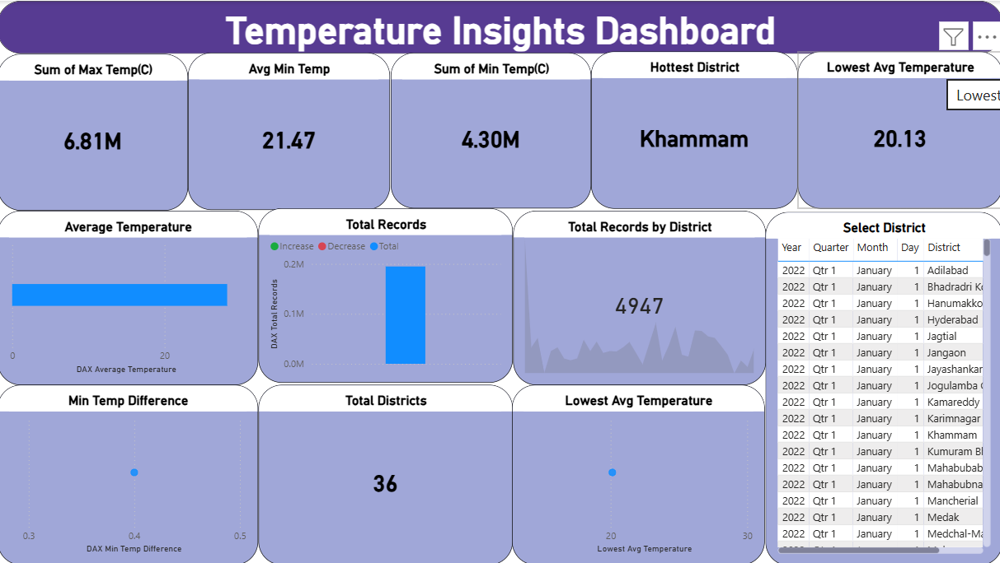 Temperature Insights Dashboard
Sum of Max Temp(C)
6.81M
Avg Min Temp
21.47
Sum of Min Temp(C)
4.30M
Hottest District
Khammam
Lowest Avg Temperature
Lowest
20.13
Average Temperature
0 20
DAX Average Temperature
Total Records
Increase Decrease Total
DAX Total Records
0.2M
0.1M
0.0M
Total Records by District
4947
Select District
Year Quarter Month Day District
2022 Qtr 1 January 1 Adilabad
2022 Qtr 1 January 1 Bhadradri Ko
2022 Qtr 1 January 1 Hanumakko
2022 Qtr 1 January 1 Hyderabad
2022 Qtr 1 January 1 Jagtial
2022 Qtr 1 January 1 Jangaon
2022 Qtr 1 January 1 Jayashankar
2022 Qtr 1 January 1 Jogulamba
2022 Qtr 1 January 1 Kamareddy
2022 Qtr 1 January 1 Karimnagar
2022 Qtr 1 January 1 Khammam
2022 Qtr 1 January 1 Kumuram Bl
2022 Qtr 1 January 1 Mahabubab
2022 Qtr 1 January 1 Mahabubna
2022 Qtr 1 January 1 Mancherial
2022 Qtr 1 January 1 Medak
2022 Qtr 1 January 1 Medchal-Ma
Min Temp Difference
0.3 0.4 0.5
DAX Min Temp Difference
Total Districts
36
Lowest Avg Temperature
20 30
Lowest Avg Temperature